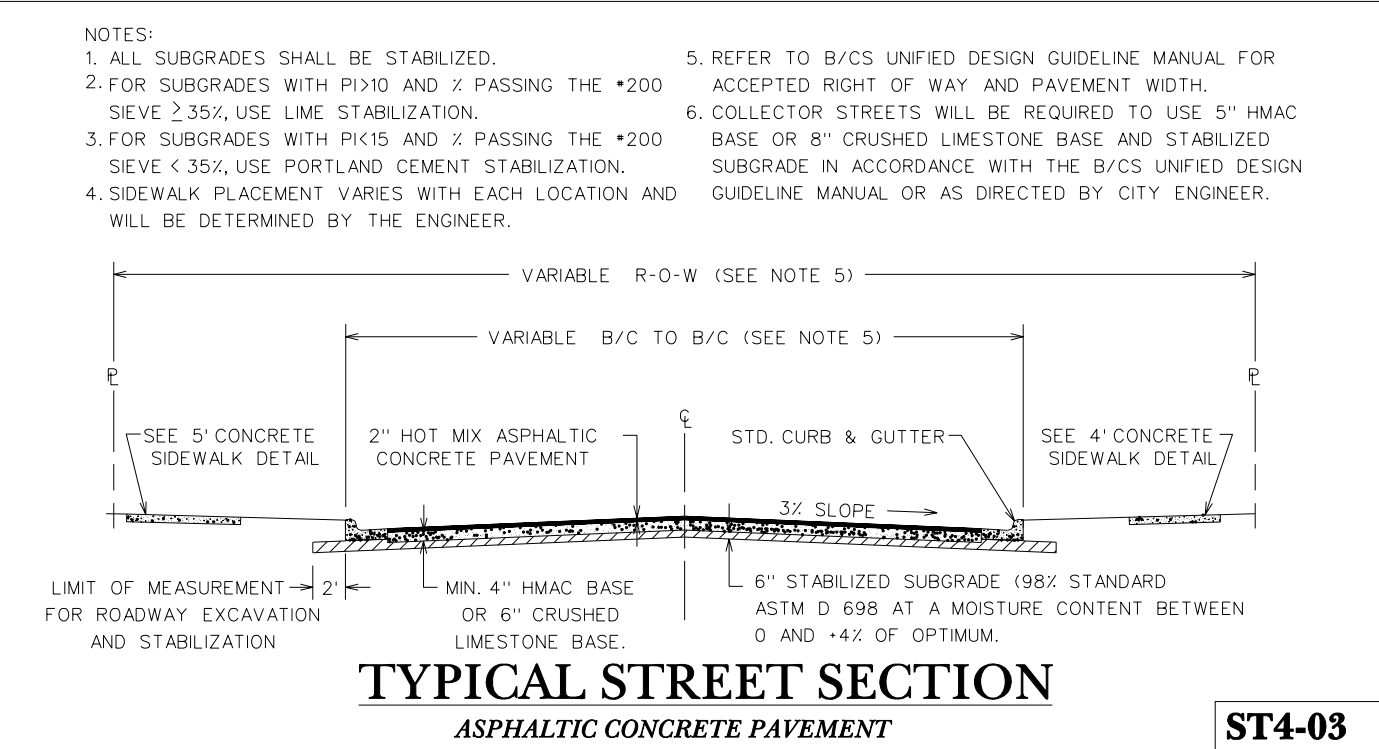 NOTES:
1. ALL SUBGRADES SHALL BE STABILIZED.
2. FOR SUBGRADES WITH PI>10 AND % PASSING THE #200
SIEVE ≥ 35%, USE LIME STABILIZATION.
3. FOR SUBGRADES WITH PI<15 AND % PASSING THE #200
SIEVE < 35%, USE PORTLAND CEMENT STABILIZATION.
4. SIDEWALK PLACEMENT VARIES WITH EACH LOCATION AND
WILL BE DETERMINED BY THE ENGINEER.
5. REFER TO B/CS UNIFIED DESIGN GUIDELINE MANUAL FOR
ACCEPTED RIGHT OF WAY AND PAVEMENT WIDTH.
6. COLLECTOR STREETS WILL BE REQUIRED TO USE 5" HMAC
BASE OR 8" CRUSHED LIMESTONE BASE AND STABILIZED
SUBGRADE IN ACCORDANCE WITH THE B/CS UNIFIED DESIGN
GUIDELINE MANUAL OR AS DIRECTED BY CITY ENGINEER.
VARIABLE R-O-W (SEE NOTE 5)
VARIABLE B/C TO B/C (SEE NOTE 5)
PL
PL
CL
SEE 5' CONCRETE
SIDEWALK DETAIL
2" HOT MIX ASPHALTIC
CONCRETE PAVEMENT
STD. CURB & GUTTER
SEE 4' CONCRETE
SIDEWALK DETAIL
3% SLOPE
LIMIT OF MEASUREMENT
FOR ROADWAY EXCAVATION
AND STABILIZATION
2'
MIN. 4" HMAC BASE
OR 6" CRUSHED
LIMESTONE BASE.
6" STABILIZED SUBGRADE (98% STANDARD
ASTM D 698 AT A MOISTURE CONTENT BETWEEN
0 AND +4% OF OPTIMUM.
TYPICAL STREET SECTION
ASPHALTIC CONCRETE PAVEMENT
ST4-03